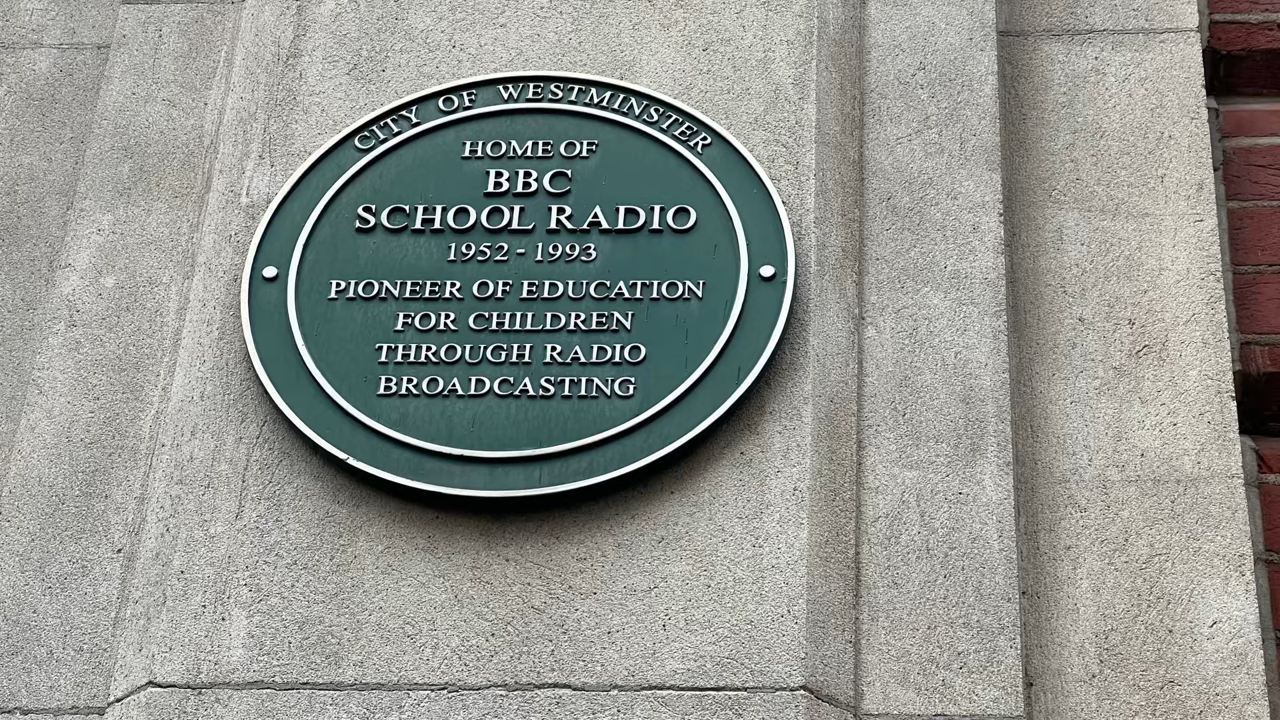 CITY OF WESTMINSTER
HOME OF
BBC
SCHOOL RADIO
1952 - 1993
PIONEER OF EDUCATION
FOR CHILDREN
THROUGH RADIO
BROADCASTING